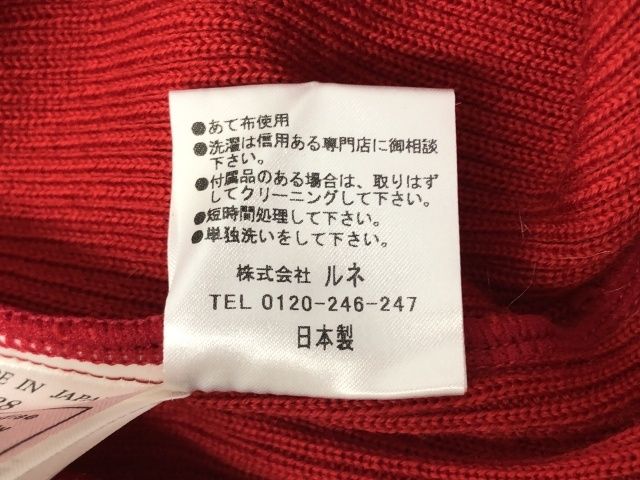 ●あて布使用
●洗濯は信用ある専門店に御相談
下さい。
●付属品のある場合は、取りはず
してクリーニングして下さい。
●短時間処理して下さい。
●単独洗いをして下さい。
株式会社 ルネ
TEL 0120-246-247
日本製
E IN JAPA